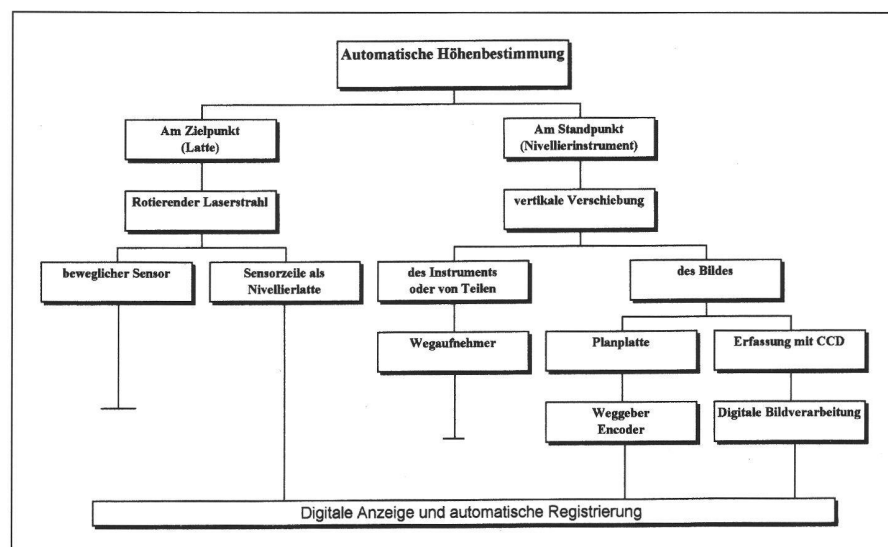 Automatische Höhenbestimmung
Am Zielpunkt
(Latte)
Am Standpunkt
(Nivellierinstrument)
Rotierender Laserstrahl
vertikale Verschiebung
beweglicher Sensor
Sensorzeile als
Nivellierlatte
des Instruments
oder von Teilen
des Bildes
Wegaufnehmer
Planplatte
Erfassung mit CCD
Weggeber
Encoder
Digitale Bildverarbeitung
Digitale Anzeige und automatische Registrierung